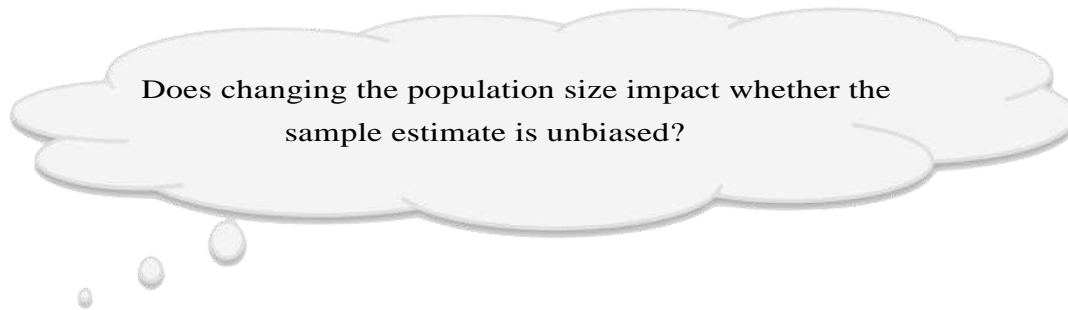 Does changing the population size impact whether the
sample estimate is unbiased?